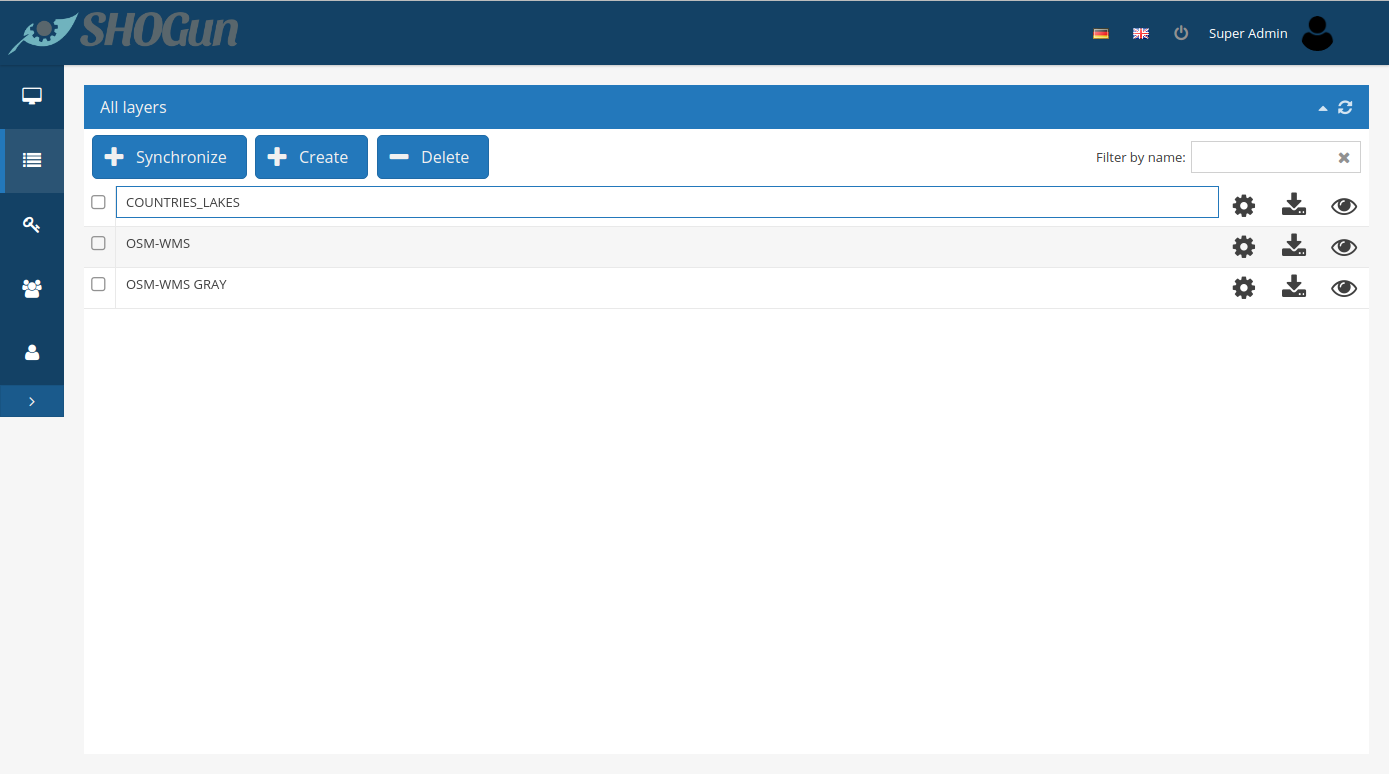 SHOGun
Super Admin
All layers
Synchronize
Create
Delete
Filter by name:
COUNTRIES_LAKES
OSM-WMS
OSM-WMS GRAY